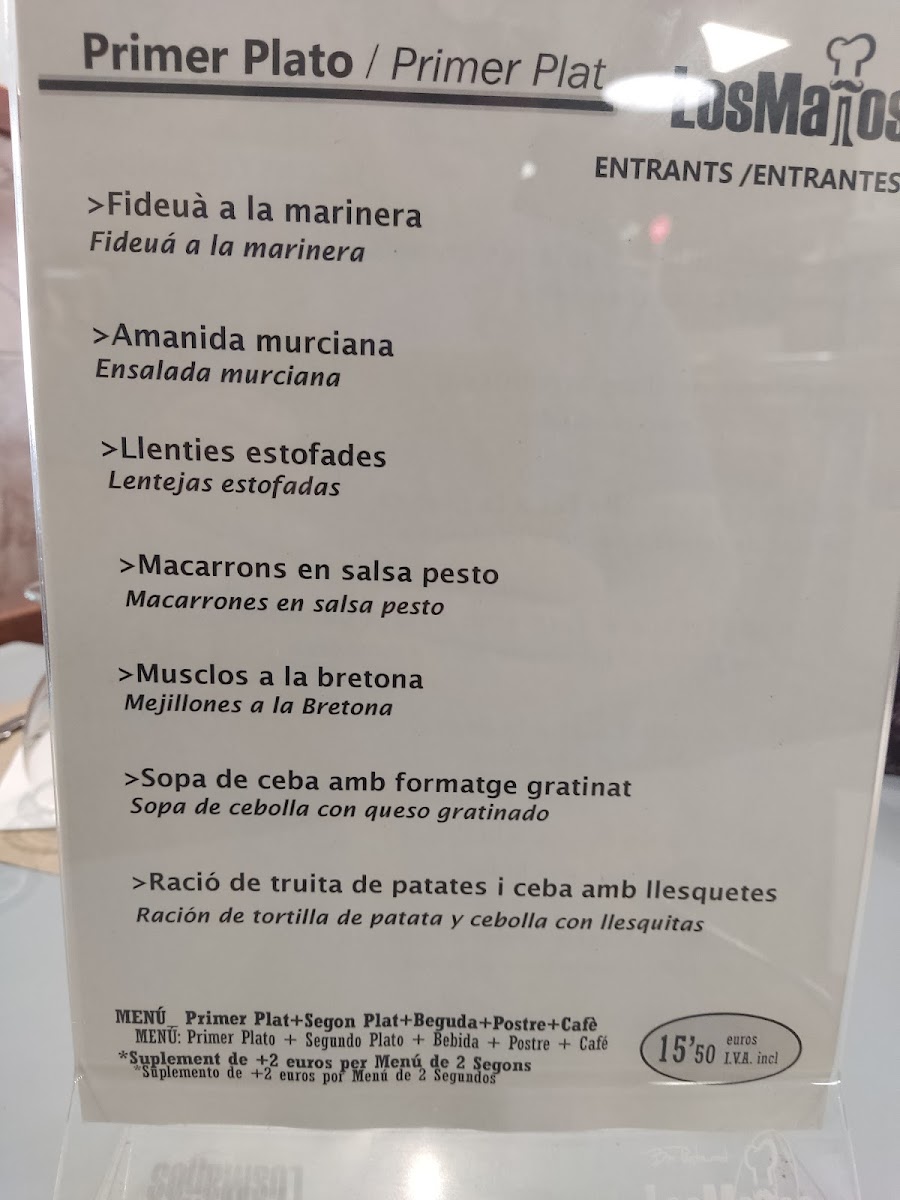 Primer Plato / Primer Plat
LosMaños
ENTRANTS /ENTRANTES
>Fideuà a la marinera
Fideuá a la marinera
>Amanida murciana
Ensalada murciana
>Llenties estofades
Lentejas estofadas
>Macarrons en salsa pesto
Macarrones en salsa pesto
>Musclos a la bretona
Mejillones a la Bretona
>Sopa de ceba amb formatge gratinat
Sopa de cebolla con queso gratinado
>Ració de truita de patates i ceba amb llesquetes
Ración de tortilla de patata y cebolla con llesquitas
MENÚ_ Primer Plat+Segon Plat+Beguda+Postre+Cafè
MENÚ: Primer Plato + Segundo Plato + Bebida + Postre + Café
*Suplement de +2 euros per Menú de 2 Segons
*Suplemento de +2 euros por Menú de 2 Segundos
15'50 euros
I.V.A. incl